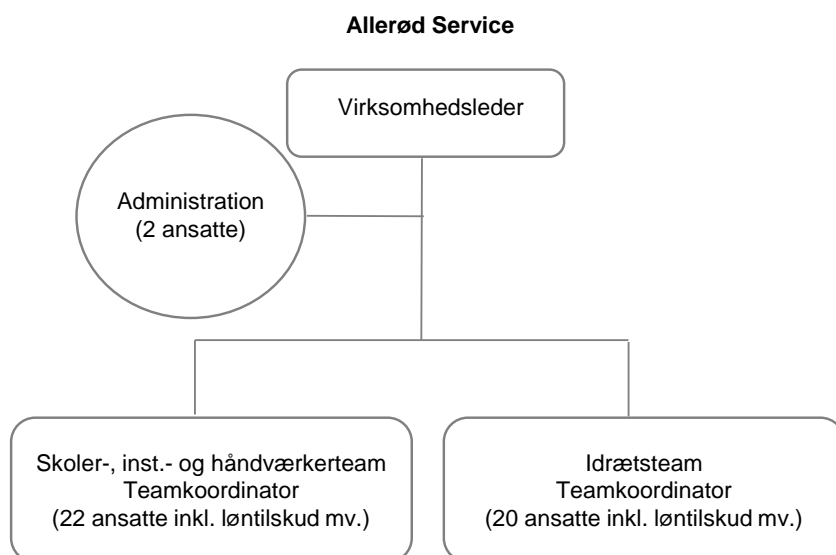 Allerød Service
Virksomhedsleder
Administration
(2 ansatte)
Skoler-, inst.- og håndværkerteam
Teamkoordinator
(22 ansatte inkl. løntilskud mv.)
Idrætsteam
Teamkoordinator
(20 ansatte inkl. løntilskud mv.)